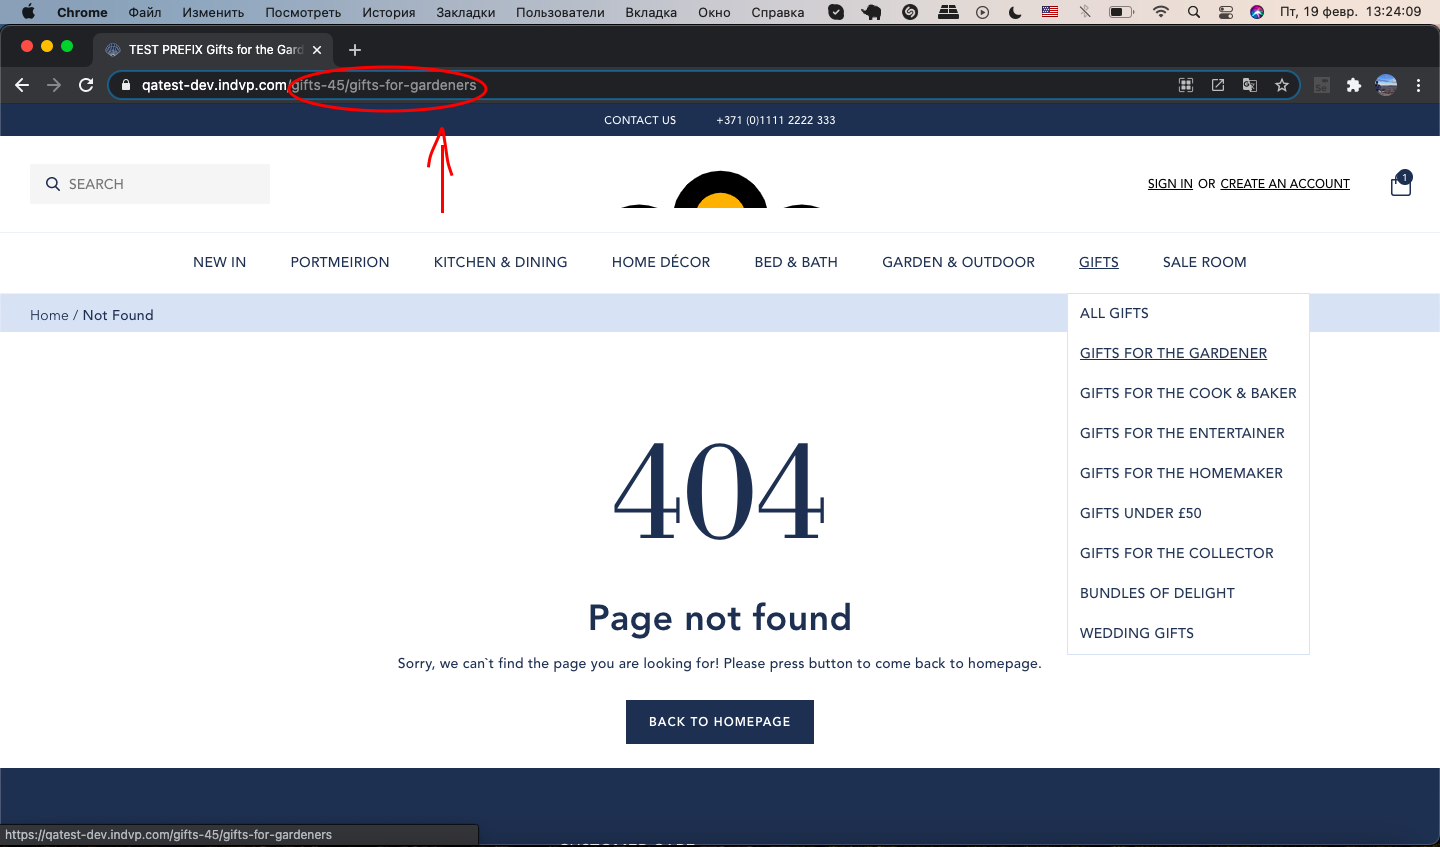 Chrome Файл Изменить Посмотреть История Закладки Пользователи Вкладка Окно Справка Пт, 19 февр. 13:24:09
TEST PREFIX Gifts for the Gard
qatest-dev.indvp.com/gifts-45/gifts-for-gardeners
CONTACT US +371 (0)1111 2222 333
SEARCH
SIGN IN OR CREATE AN ACCOUNT
1
NEW IN PORTMEIRION KITCHEN & DINING HOME DÉCOR BED & BATH GARDEN & OUTDOOR GIFTS SALE ROOM
Home / Not Found
ALL GIFTS
GIFTS FOR THE GARDENER
GIFTS FOR THE COOK & BAKER
GIFTS FOR THE ENTERTAINER
GIFTS FOR THE HOMEMAKER
GIFTS UNDER £50
GIFTS FOR THE COLLECTOR
BUNDLES OF DELIGHT
WEDDING GIFTS
404
Page not found
Sorry, we can`t find the page you are looking for! Please press button to come back to homepage.
BACK TO HOMEPAGE
https://qatest-dev.indvp.com/gifts-45/gifts-for-gardeners
CUSTOMER CARE